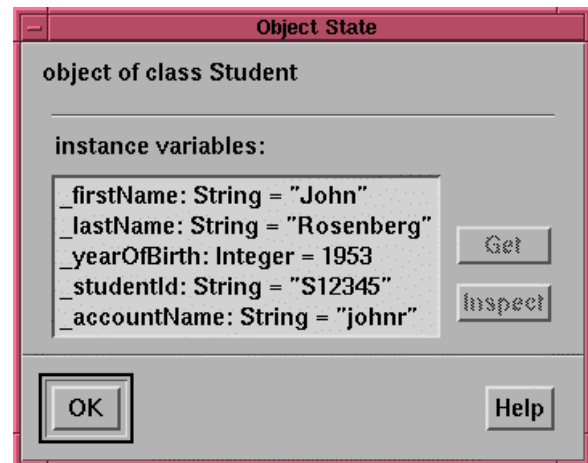 Object State
object of class Student
instance variables:
_firstName: String = "John"
_lastName: String = "Rosenberg"
_yearOfBirth: Integer = 1953
_studentId: String = "S12345"
_accountName: String = "johnr"
Get
Inspect
OK
Help